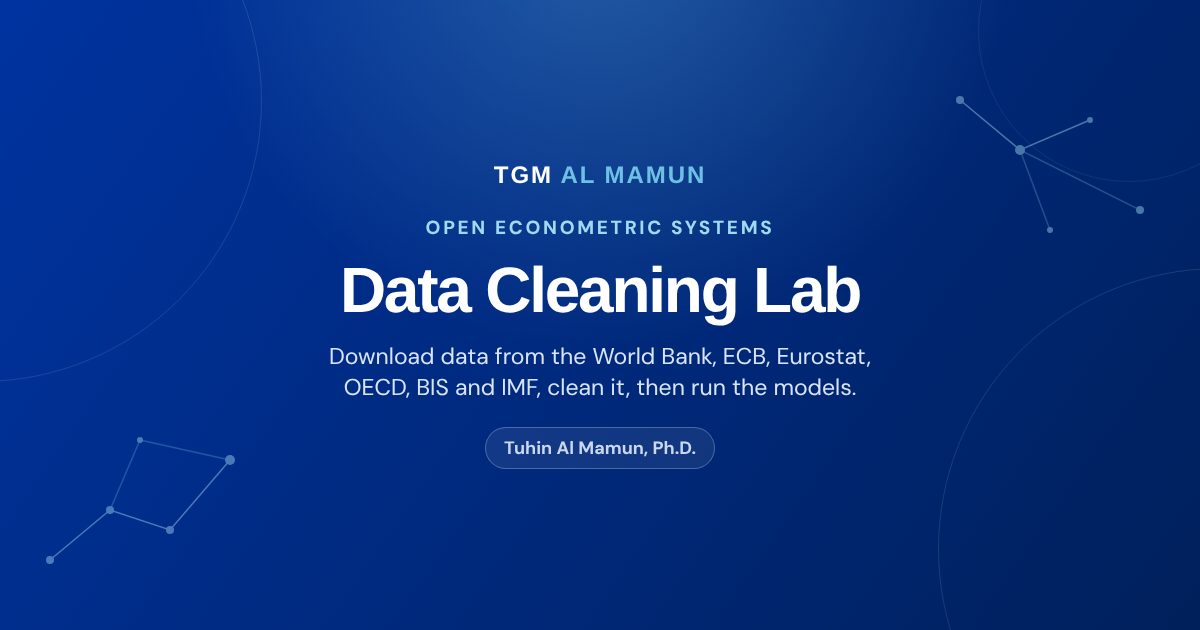 TGM AL MAMUN
OPEN ECONOMETRIC SYSTEMS
Data Cleaning Lab
Download data from the World Bank, ECB, Eurostat,
OECD, BIS and IMF, clean it, then run the models.
Tuhin Al Mamun, Ph.D.